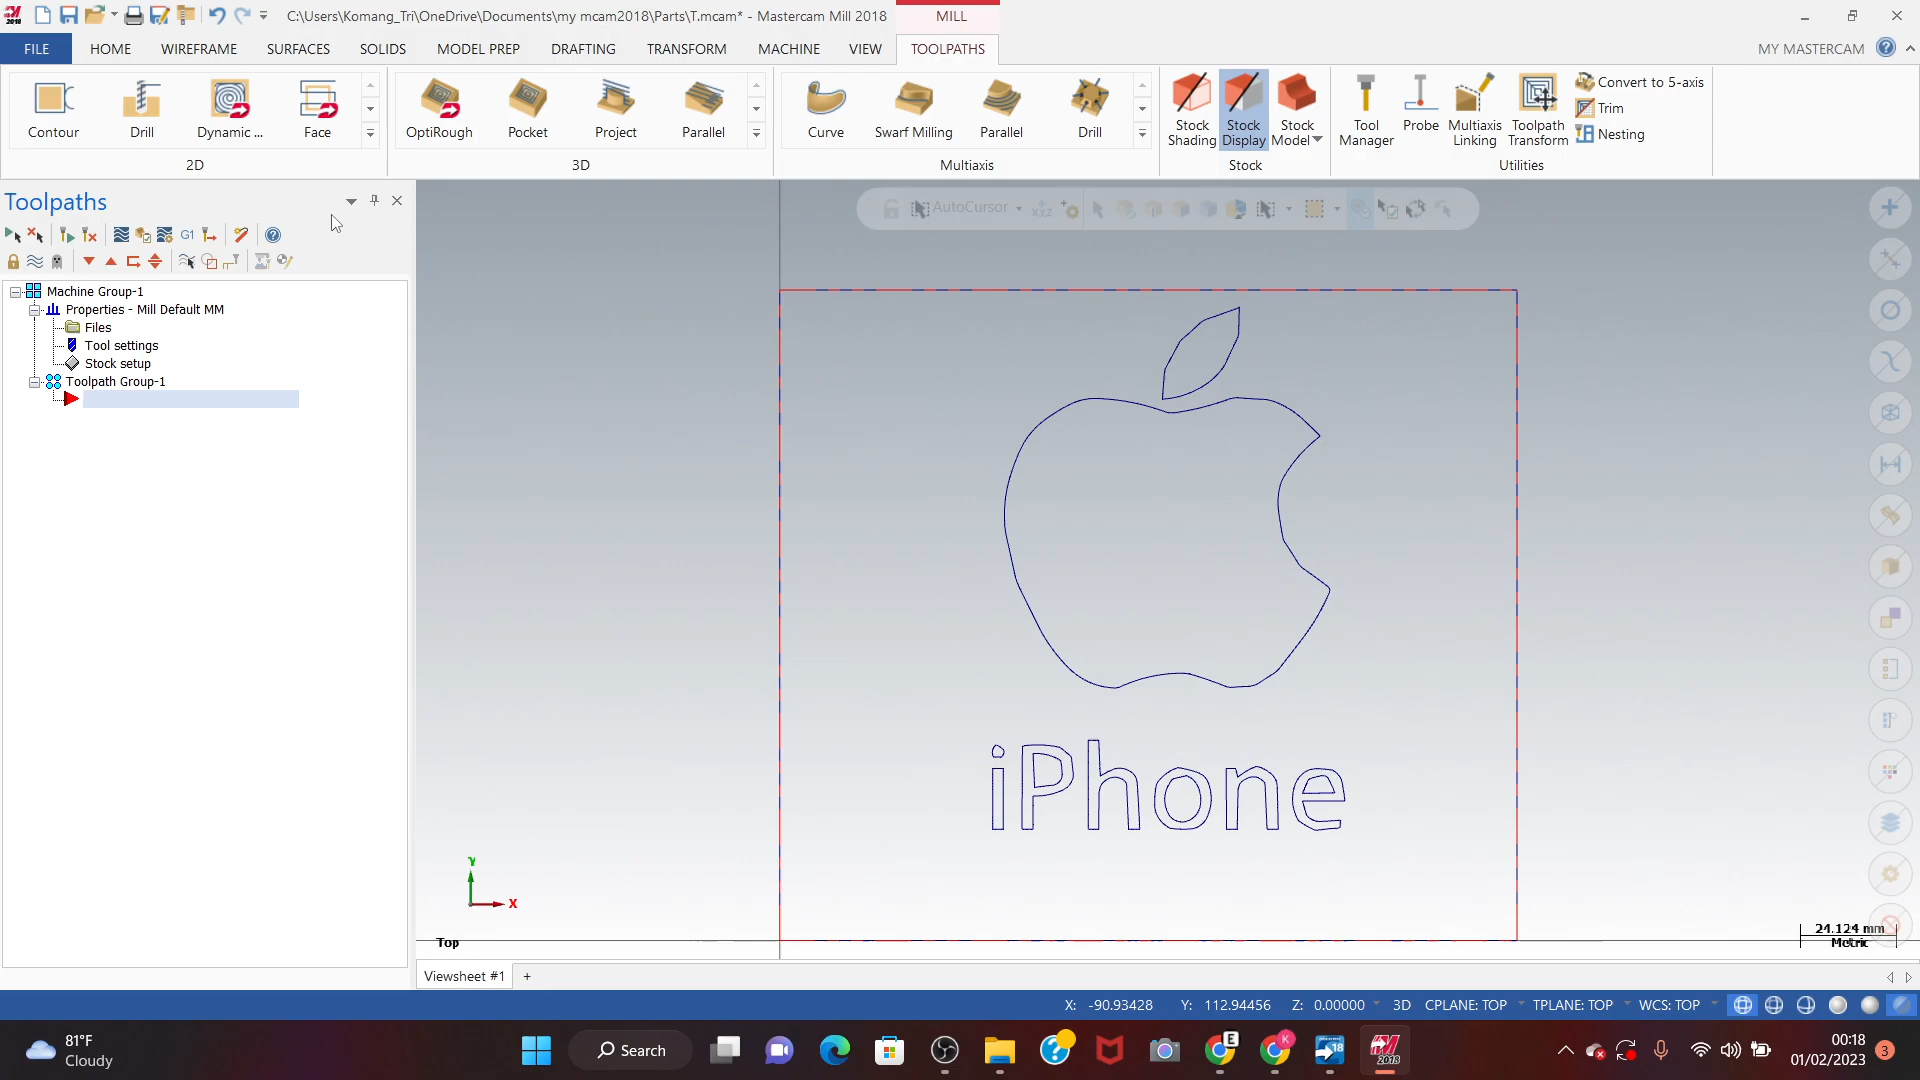 C:\Users\Komang_Tri\OneDrive\Documents\my mcam2018\Parts\T.mcam* - Mastercam Mill 2018
MILL
FILE HOME WIREFRAME SURFACES SOLIDS MODEL PREP DRAFTING TRANSFORM MACHINE VIEW TOOLPATHS MY MASTERCAM
Contour Drill Dynamic ... Face
2D
OptiRough Pocket Project Parallel
3D
Curve Swarf Milling Parallel Drill
Multiaxis
Stock Shading Stock Display Stock Model
Stock
Tool Manager Probe Multiaxis Linking Toolpath Transform
Convert to 5-axis
Trim
Nesting
Utilities
Toolpaths
G1
AutoCursor
xyz
Machine Group-1
Properties - Mill Default MM
Files
Tool settings
Stock setup
Toolpath Group-1
iPhone
Y
X
Top
24.124 mm
Metric
Viewsheet #1 +
X: -90.93428 Y: 112.94456 Z: 0.00000 3D CPLANE: TOP TPLANE: TOP WCS: TOP
81°F
Cloudy
Search
E
K
18
2018
00:18
01/02/2023
3